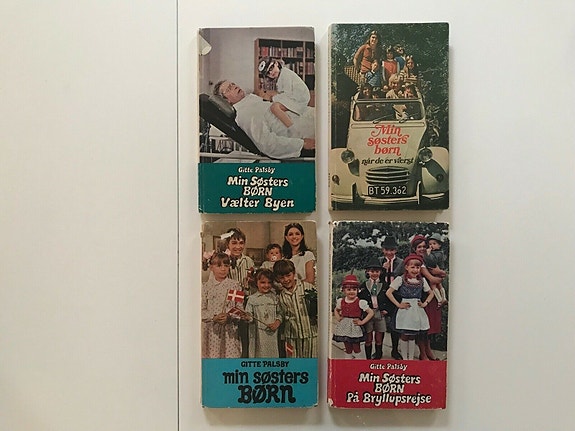 Gitte Palsby
Min Søsters
BØRN
Vælter Byen
Min
søsters
børn
når de er værst
BT 59.362
GITTE PALSBY
min søsters
BØRN
Gitte Palsby
Min Søsters
BØRN
På Bryllupsrejse